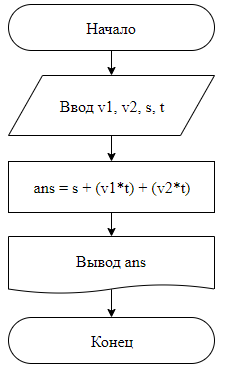 Начало
Ввод v1, v2, s, t
ans = s + (v1*t) + (v2*t)
Вывод ans
Конец